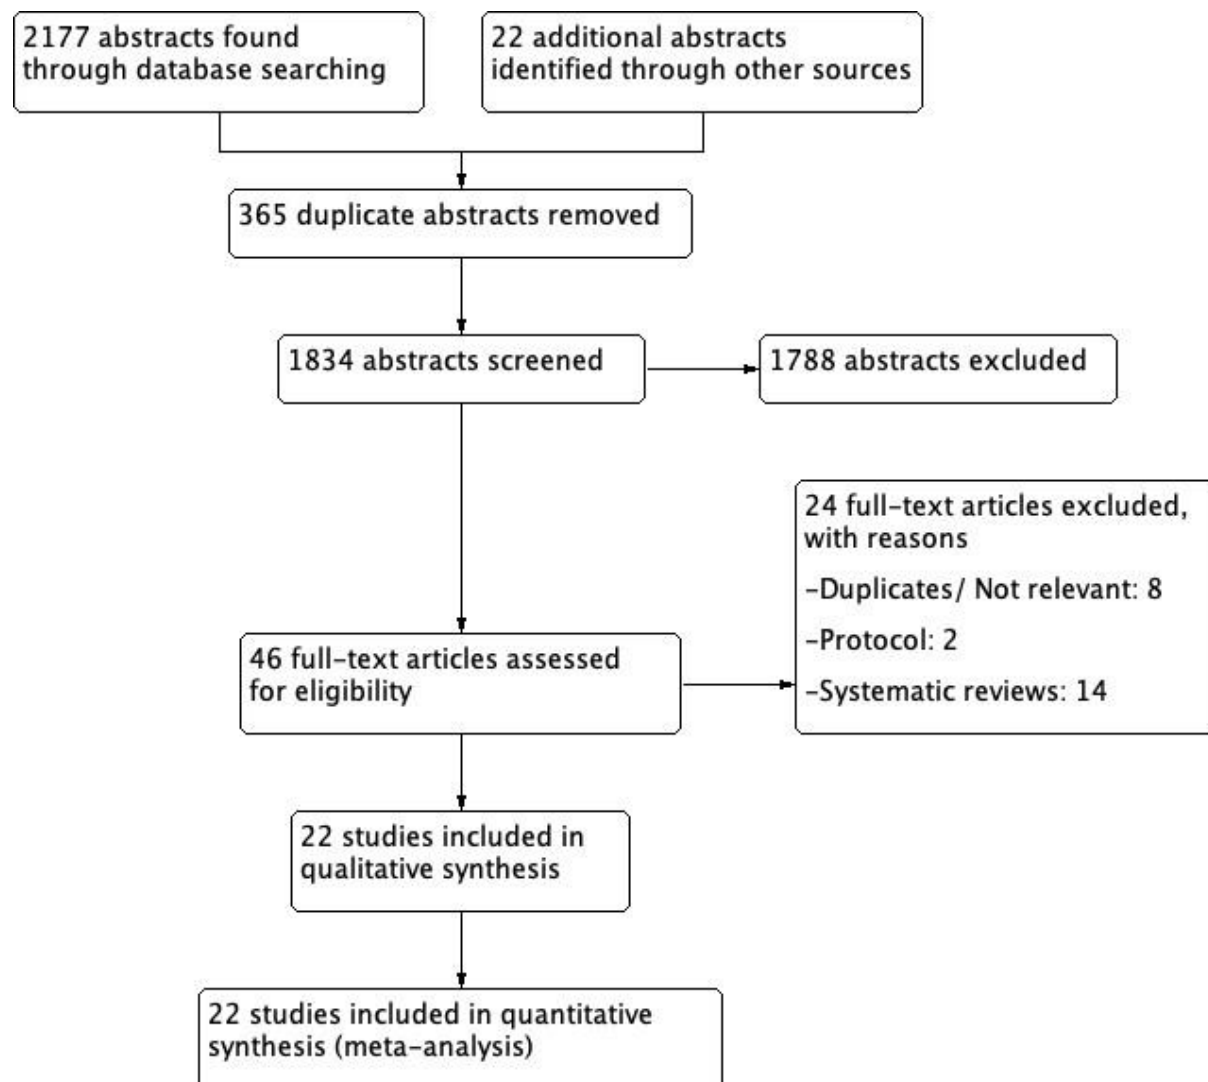 2177 abstracts found
through database searching
22 additional abstracts
identified through other sources
365 duplicate abstracts removed
1834 abstracts screened
1788 abstracts excluded
24 full-text articles excluded,
with reasons
-Duplicates/ Not relevant: 8
-Protocol: 2
-Systematic reviews: 14
46 full-text articles assessed
for eligibility
22 studies included in
qualitative synthesis
22 studies included in quantitative
synthesis (meta-analysis)